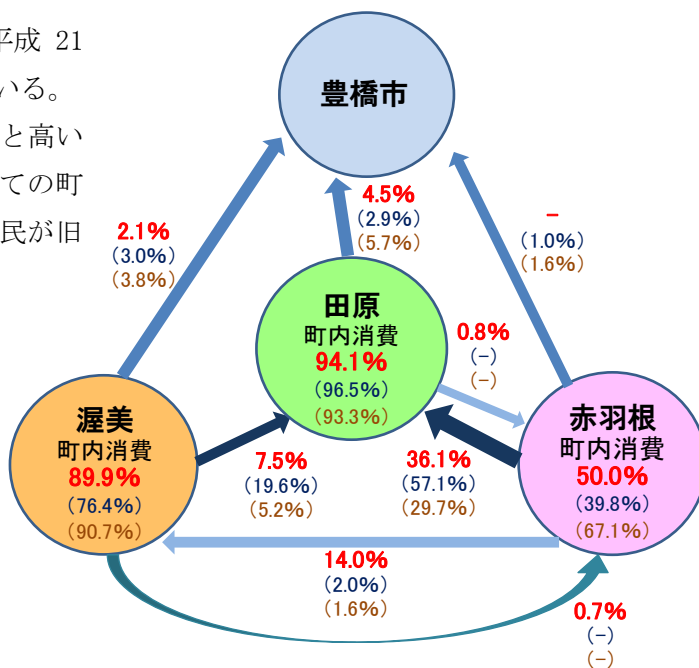 平成 21
いる。
と高い
ての町
民が旧
豊橋市
4.5%
(2.9%)
(5.7%)
2.1%
(3.0%)
(3.8%)
-
(1.0%)
(1.6%)
田原
町内消費
94.1%
(96.5%)
(93.3%)
0.8%
(-)
(-)
渥美
町内消費
89.9%
(76.4%)
(90.7%)
7.5%
(19.6%)
(5.2%)
36.1%
(57.1%)
(29.7%)
赤羽根
町内消費
50.0%
(39.8%)
(67.1%)
14.0%
(2.0%)
(1.6%)
0.7%
(-)
(-)